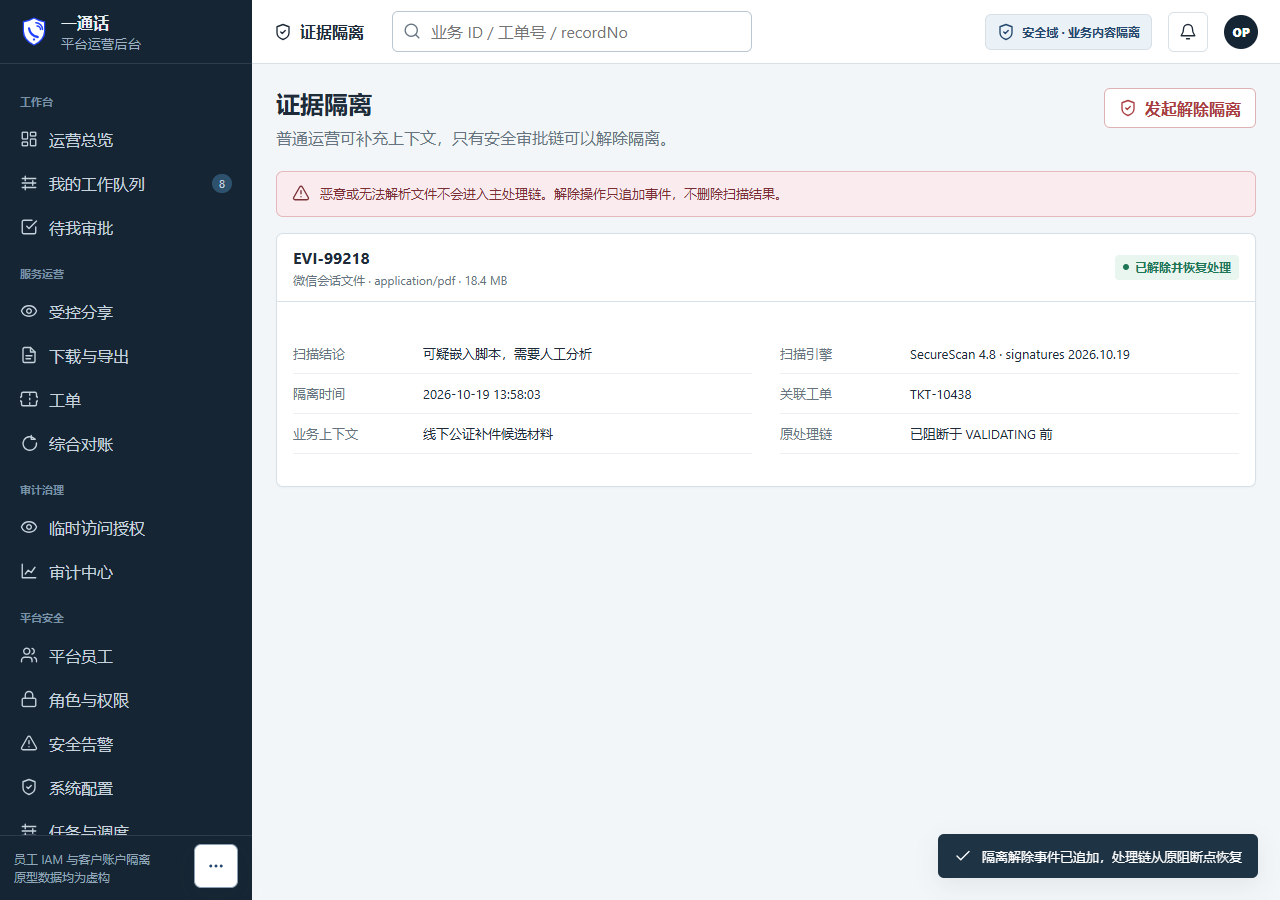 一通话
平台运营后台
工作台
运营总览
我的工作队列
8
待我审批
服务运营
受控分享
下载与导出
工单
综合对账
审计治理
临时访问授权
审计中心
平台安全
平台员工
角色与权限
安全告警
系统配置
任务与调度
员工 IAM 与客户账户隔离
原型数据均为虚构
证据隔离
业务 ID / 工单号 / recordNo
安全域 · 业务内容隔离
OP
证据隔离
普通运营可补充上下文，只有安全审批链可以解除隔离。
发起解除隔离
恶意或无法解析文件不会进入主处理链。解除操作只追加事件，不删除扫描结果。
EVI-99218
微信会话文件 · application/pdf · 18.4 MB
已解除并恢复处理
扫描结论
可疑嵌入脚本，需要人工分析
扫描引擎
SecureScan 4.8 · signatures 2026.10.19
隔离时间
2026-10-19 13:58:03
关联工单
TKT-10438
业务上下文
线下公证补件候选材料
原处理链
已阻断于 VALIDATING 前
隔离解除事件已追加，处理链从原阻断点恢复